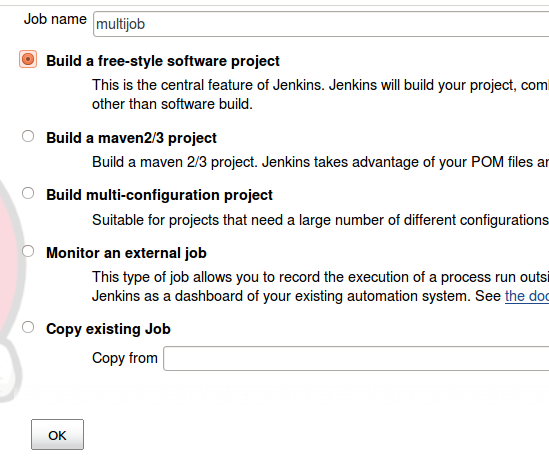 Job name multijob
Build a free-style software project
This is the central feature of Jenkins. Jenkins will build your project,
other than software build.
Build a maven2/3 project
Build a maven 2/3 project. Jenkins takes advantage of your POM files
Build multi-configuration project
Suitable for projects that need a large number of different configurations
Monitor an external job
This type of job allows you to record the execution of a process run
Jenkins as a dashboard of your existing automation system. See the
Copy existing Job
Copy from
OK